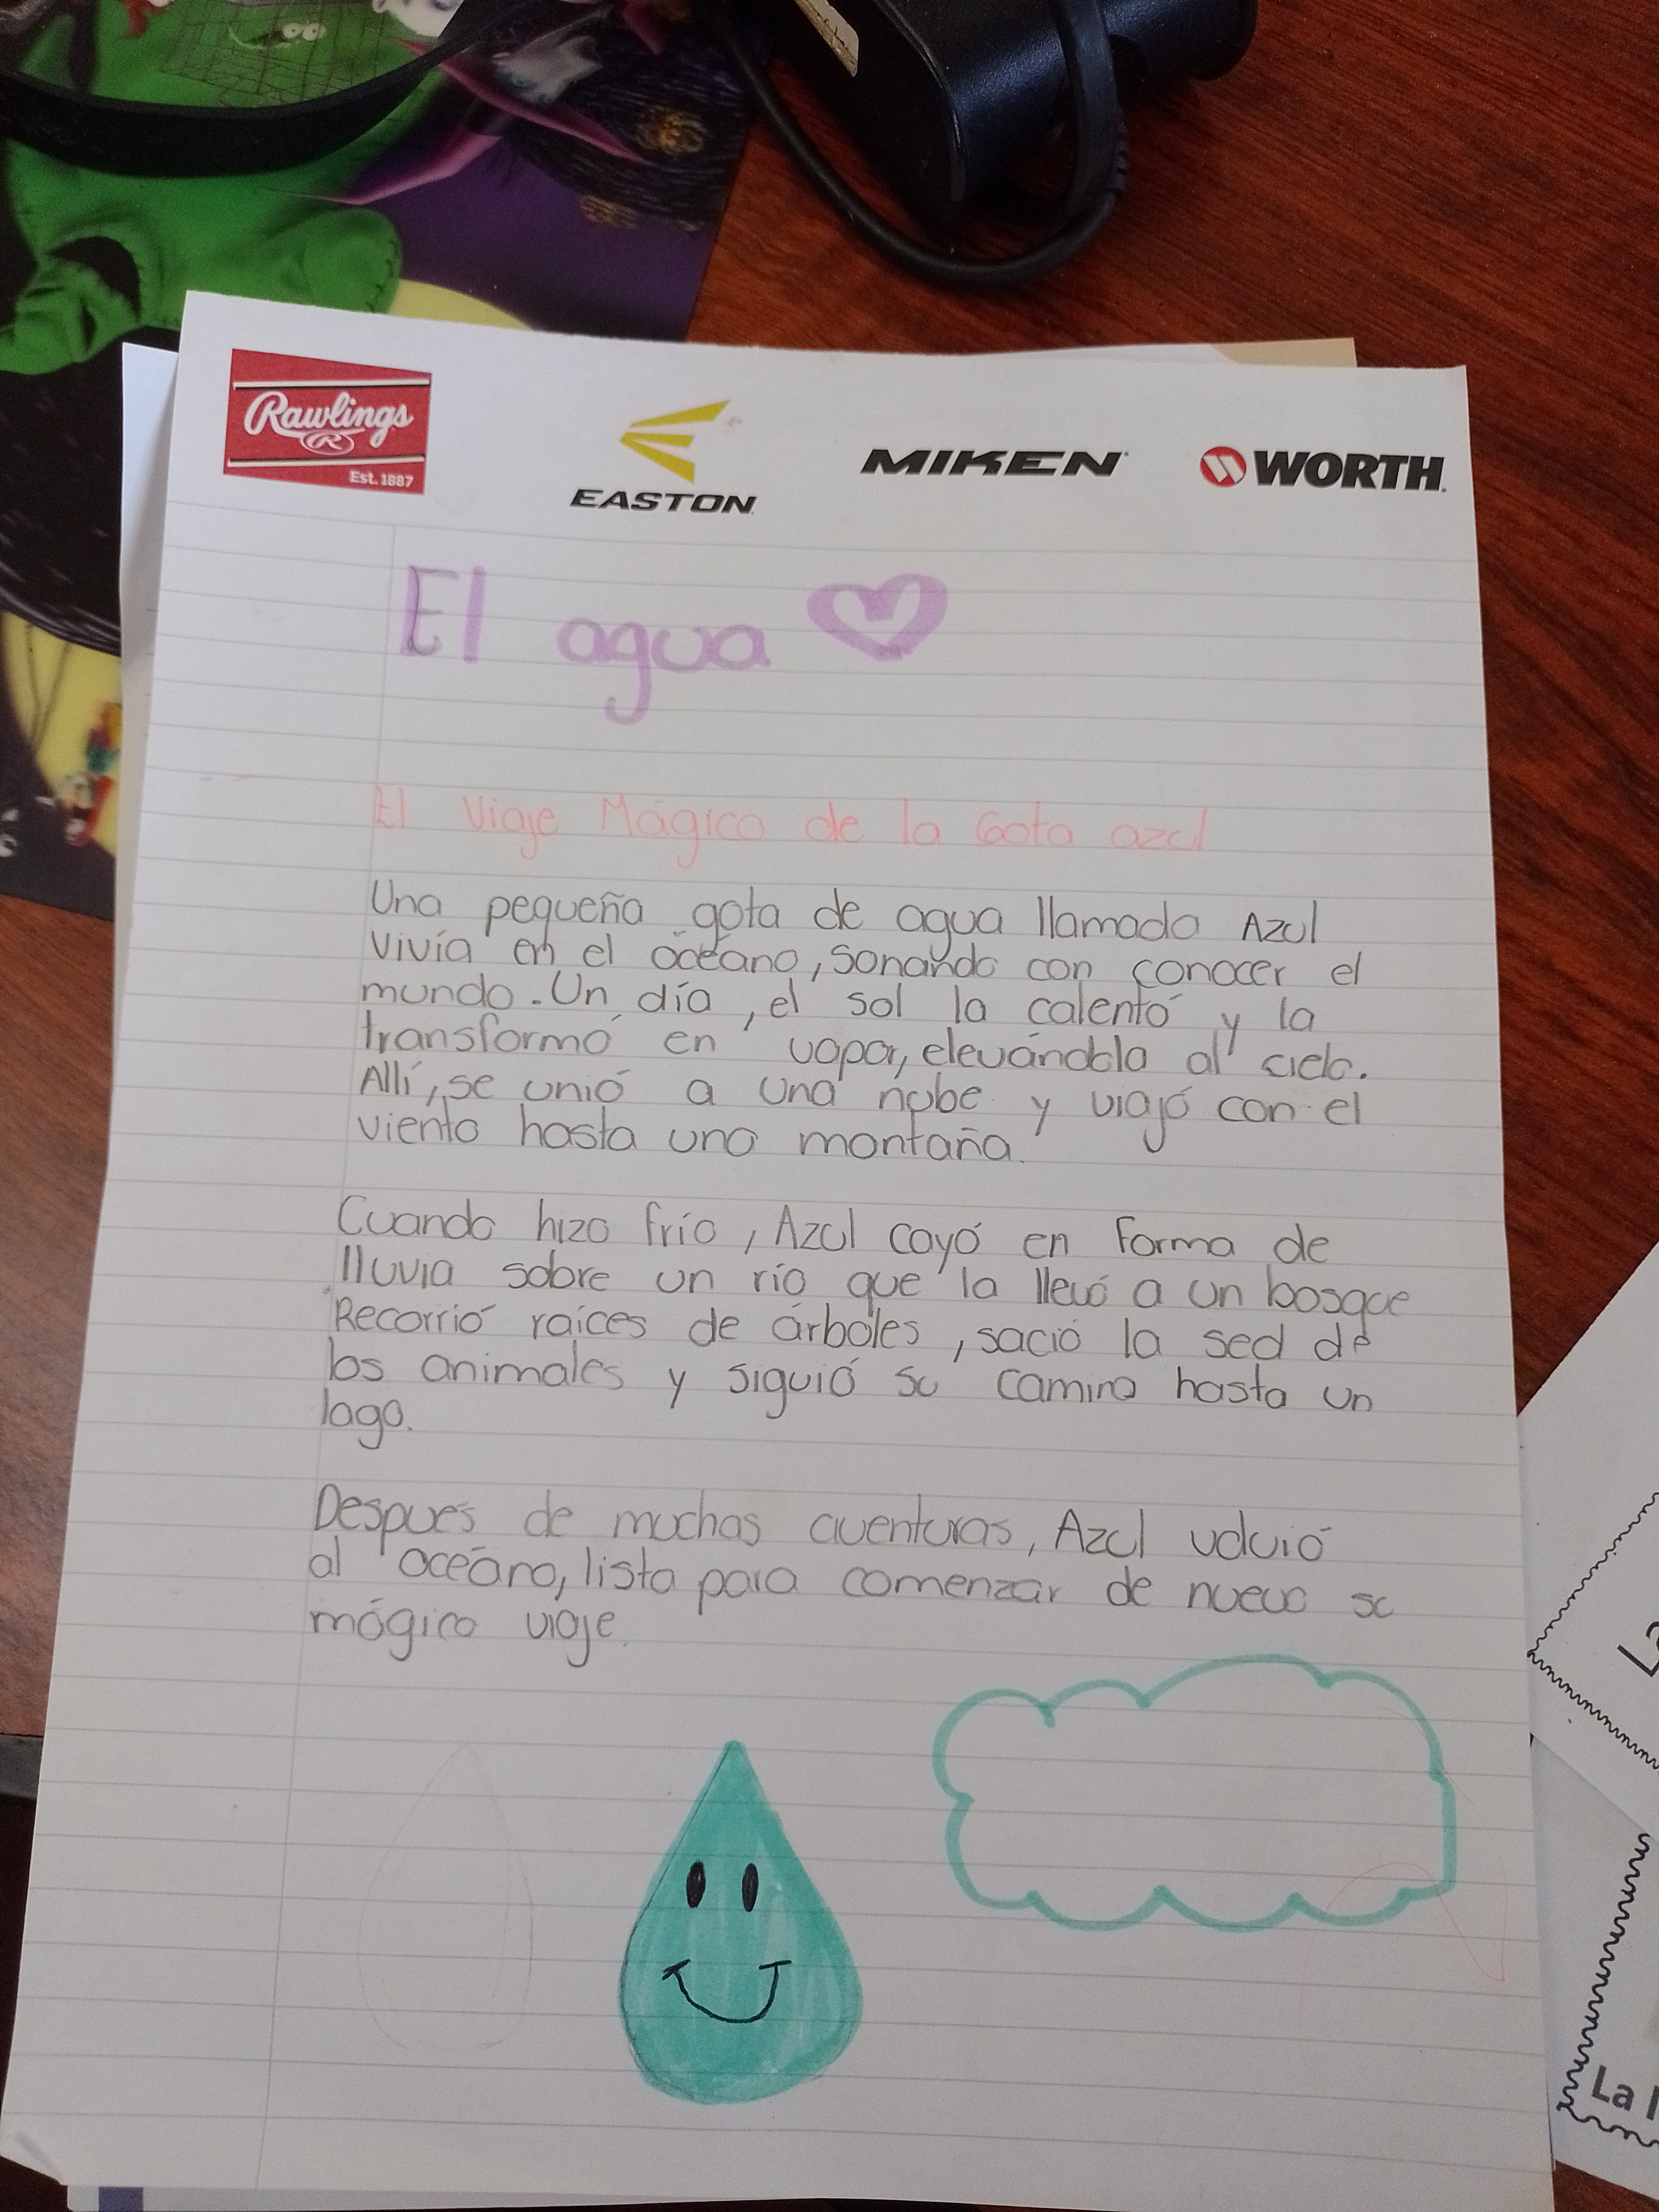 Rawlings
R
Est. 1887
EASTON
MIKEN
WORTH
El agua
El Viaje Mágico de la Gota azul
Una pequeña gota de agua llamada Azul
vivía en el océano, sonando con conocer el
mundo. Un día, el sol la calentó y la
transformó en vapor, elevándola al cielo.
Allí, se unió a una nube y viajó con el
viento hasta una montaña.
Cuando hizo frío, Azul cayó en forma de
lluvia sobre un río que la llevó a un bosque
Recorrió raíces de árboles, sació la sed de
los animales y siguió su camino hasta un
lago.
Después de muchas aventuras, Azul volvió
al océano, lista para comenzar de nuevo su
mágico viaje.
La
La